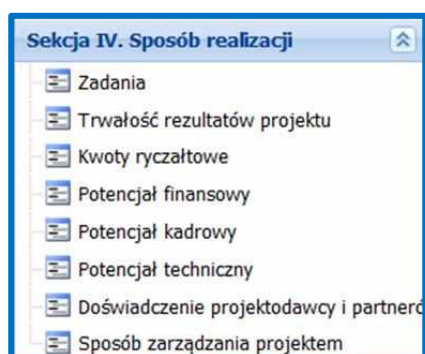 Sekcja IV. Sposób realizacji
Zadania
Trwałość rezultatów projektu
Kwoty ryczałtowe
Potencjał finansowy
Potencjał kadrowy
Potencjał techniczny
Doświadczenie projektodawcy i partneró
Sposób zarządzania projektem